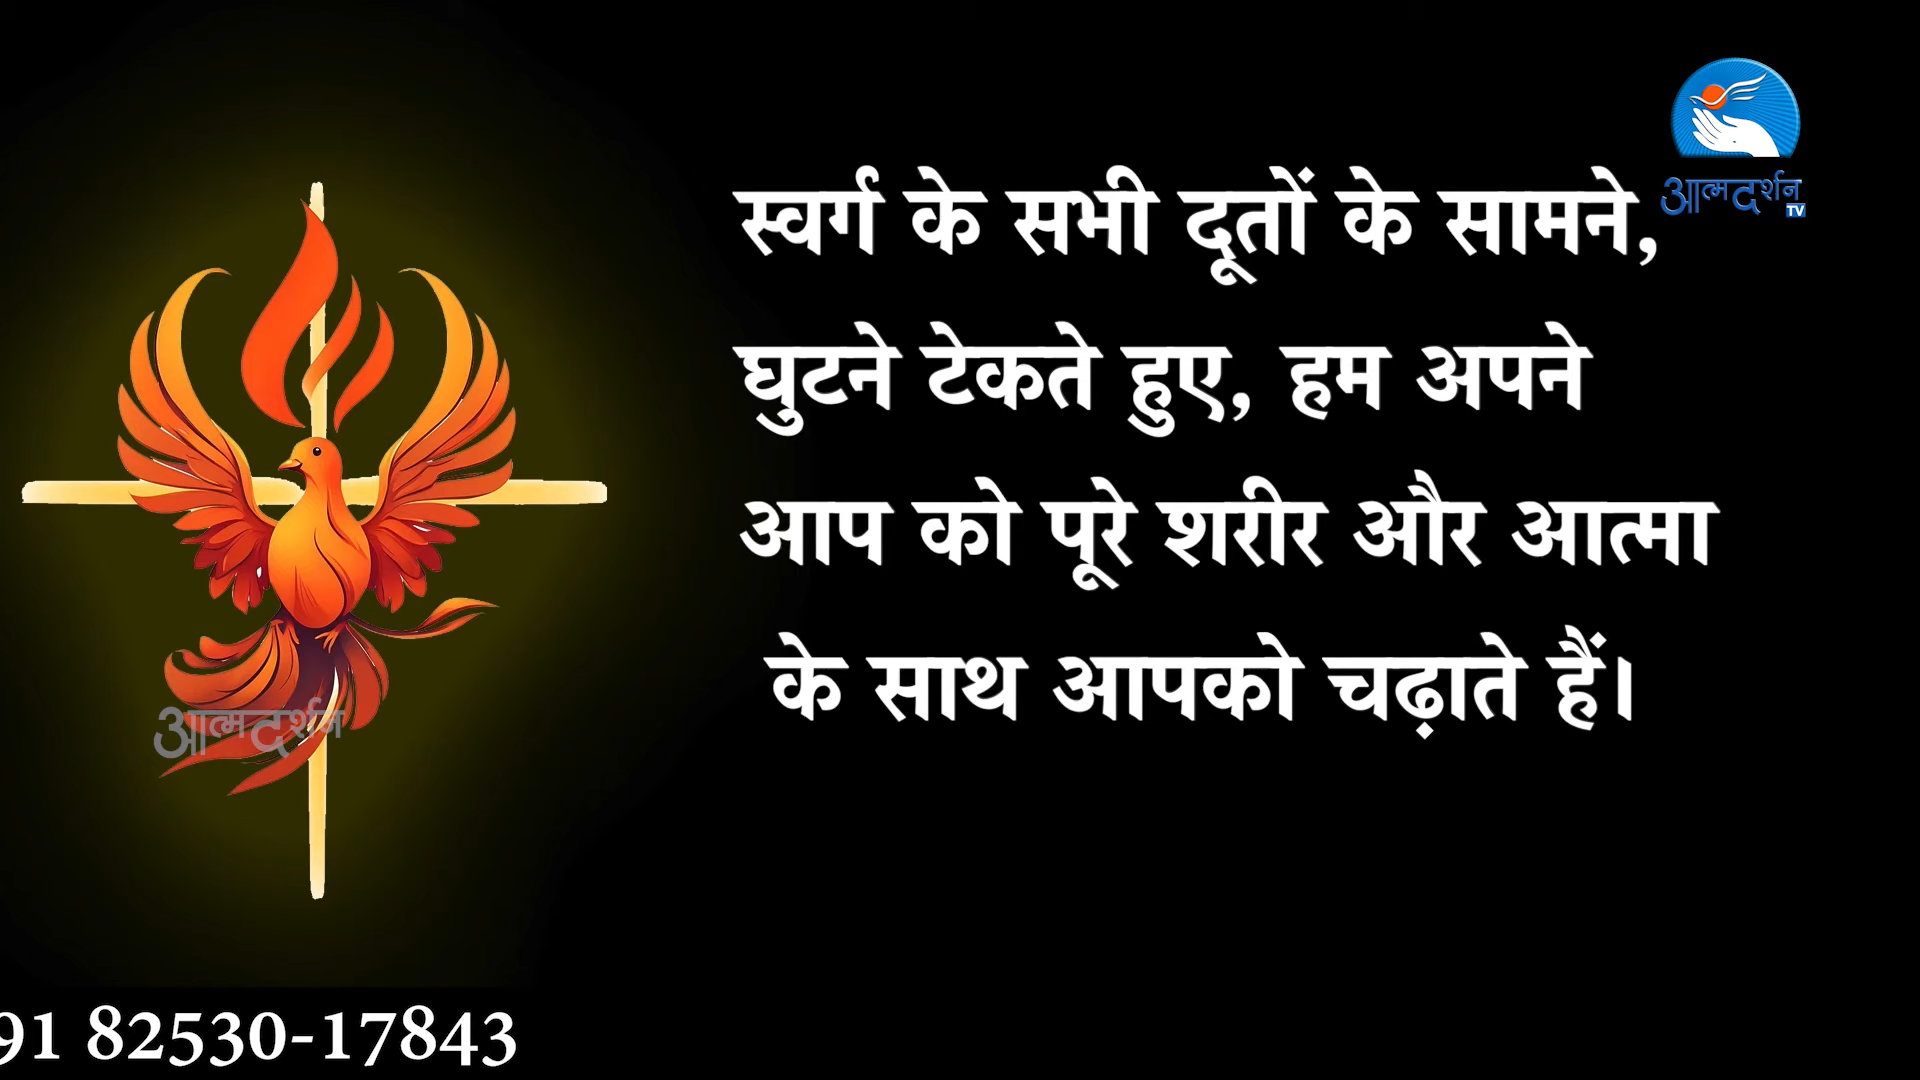 आत्मदर्शन
TV
स्वर्ग के सभी दूतों के सामने,
घुटने टेकते हुए, हम अपने
आप को पूरे शरीर और आत्मा
के साथ आपको चढ़ाते हैं।
आत्मदर्शन
91 82530-17843